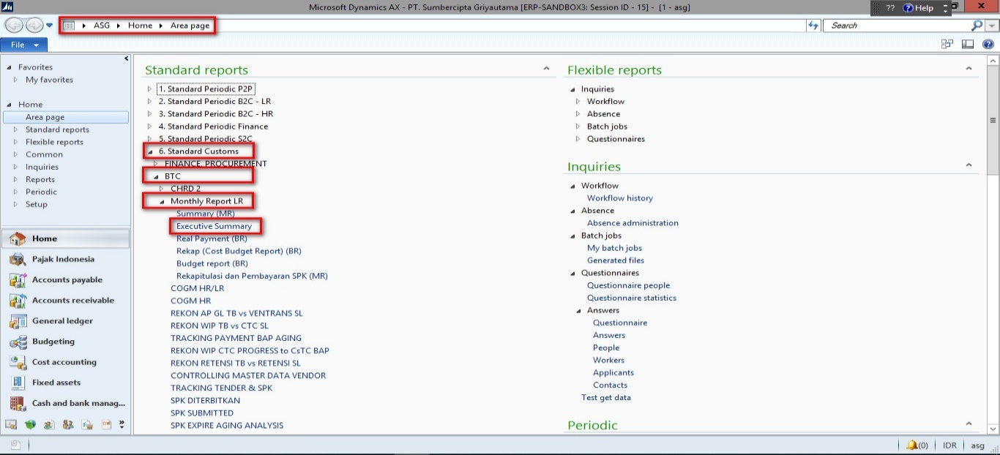 Microsoft Dynamics AX - PT. Sumbercipta Griyautama [ERP-SANDBOX3: Session ID - 15] - [1 - asg]
?? Help
ASG Home Area page
Search
File
Favorites
My favorites
Home
Area page
Standard reports
Flexible reports
Common
Inquiries
Reports
Periodic
Setup
Home
Pajak Indonesia
Accounts payable
Accounts receivable
General ledger
Budgeting
Cost accounting
Fixed assets
Cash and bank manag...
Standard reports
1. Standard Periodic P2P
2. Standard Periodic B2C - LR
3. Standard Periodic B2C - HR
4. Standard Periodic Finance
5. Standard Periodic S2C
6. Standard Customs
FINANCE, PROCUREMENT
BTC
CHRD 2
Monthly Report LR
Summary (MR)
Executive Summary
Real Payment (BR)
Rekap (Cost Budget Report) (BR)
Budget report (BR)
Rekapitulasi dan Pembayaran SPK (MR)
COGM HR/LR
COGM HR
REKON AP GL TB vs VENTRANS SL
REKON WIP TB vs CTC SL
TRACKING PAYMENT BAP AGING
REKON WIP CTC PROGRESS to CsTC BAP
REKON RETENSI TB vs RETENSI SL
CONTROLLING MASTER DATA VENDOR
TRACKING TENDER & SPK
SPK DITERBITKAN
SPK SUBMITTED
SPK EXPIRE AGING ANALYSIS
Flexible reports
Inquiries
Workflow
Absence
Batch jobs
Questionnaires
Inquiries
Workflow
Workflow history
Absence
Absence administration
Batch jobs
My batch jobs
Generated files
Questionnaires
Questionnaire people
Questionnaire statistics
Answers
Questionnaire
Answers
People
Workers
Applicants
Contacts
Test get data
Periodic
(0) IDR asg